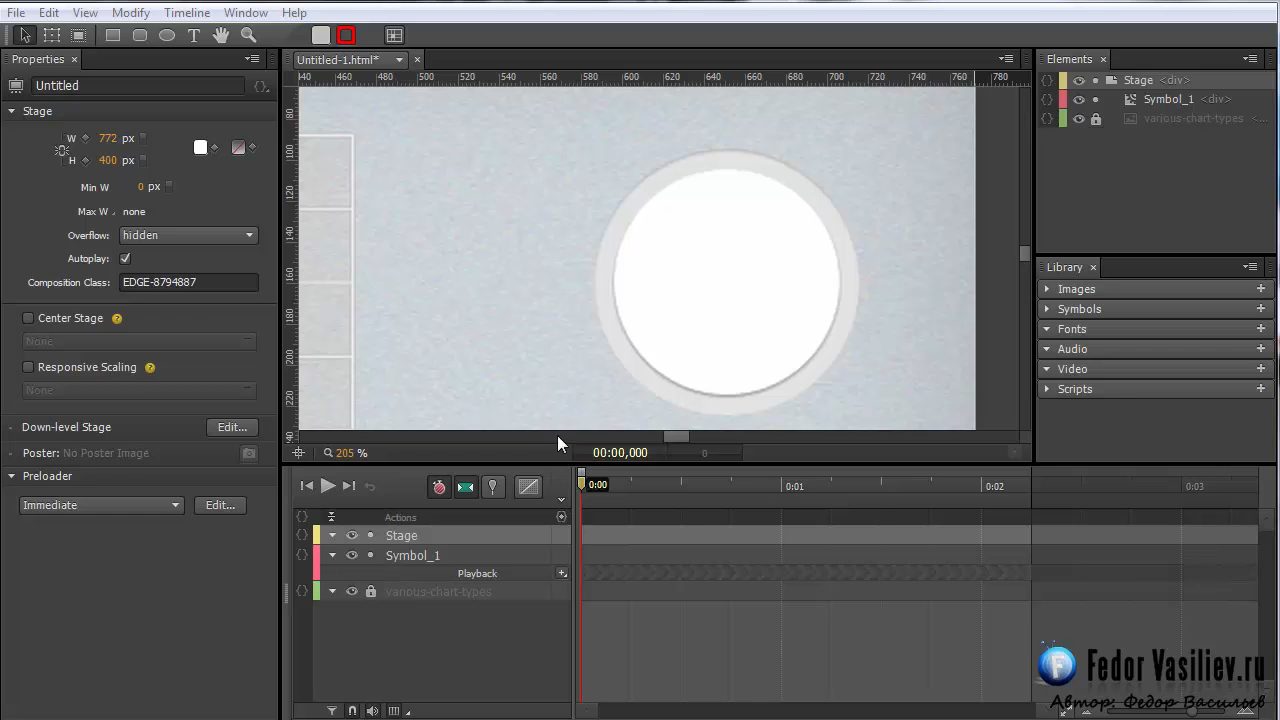 File Edit View Modify Timeline Window Help
T
Properties
Untitled-1.html*
Elements
440 460 480 500 520 540 560 580 600 620 640 660 680 700 720 740 760 780
Untitled
Stage <div>
Symbol_1 <div>
various-chart-types <...
Stage
80
100
120
140
160
180
200
220
240
W 772 px
H 400 px
Min W 0 px
Max W none
Overflow: hidden
Autoplay:
Composition Class: EDGE-8794887
Center Stage ?
None
Responsive Scaling ?
None
Down-level Stage Edit...
Poster: No Poster Image
Preloader
Immediate Edit...
Library
Images
Symbols
Fonts
Audio
Video
Scripts
205 % 00:00,000 0
0:00 0:01 0:02 0:03
Actions
Stage
Symbol_1
Playback
various-chart-types
F Fedor Vasiliev.ru
Автор: Федор Васильев